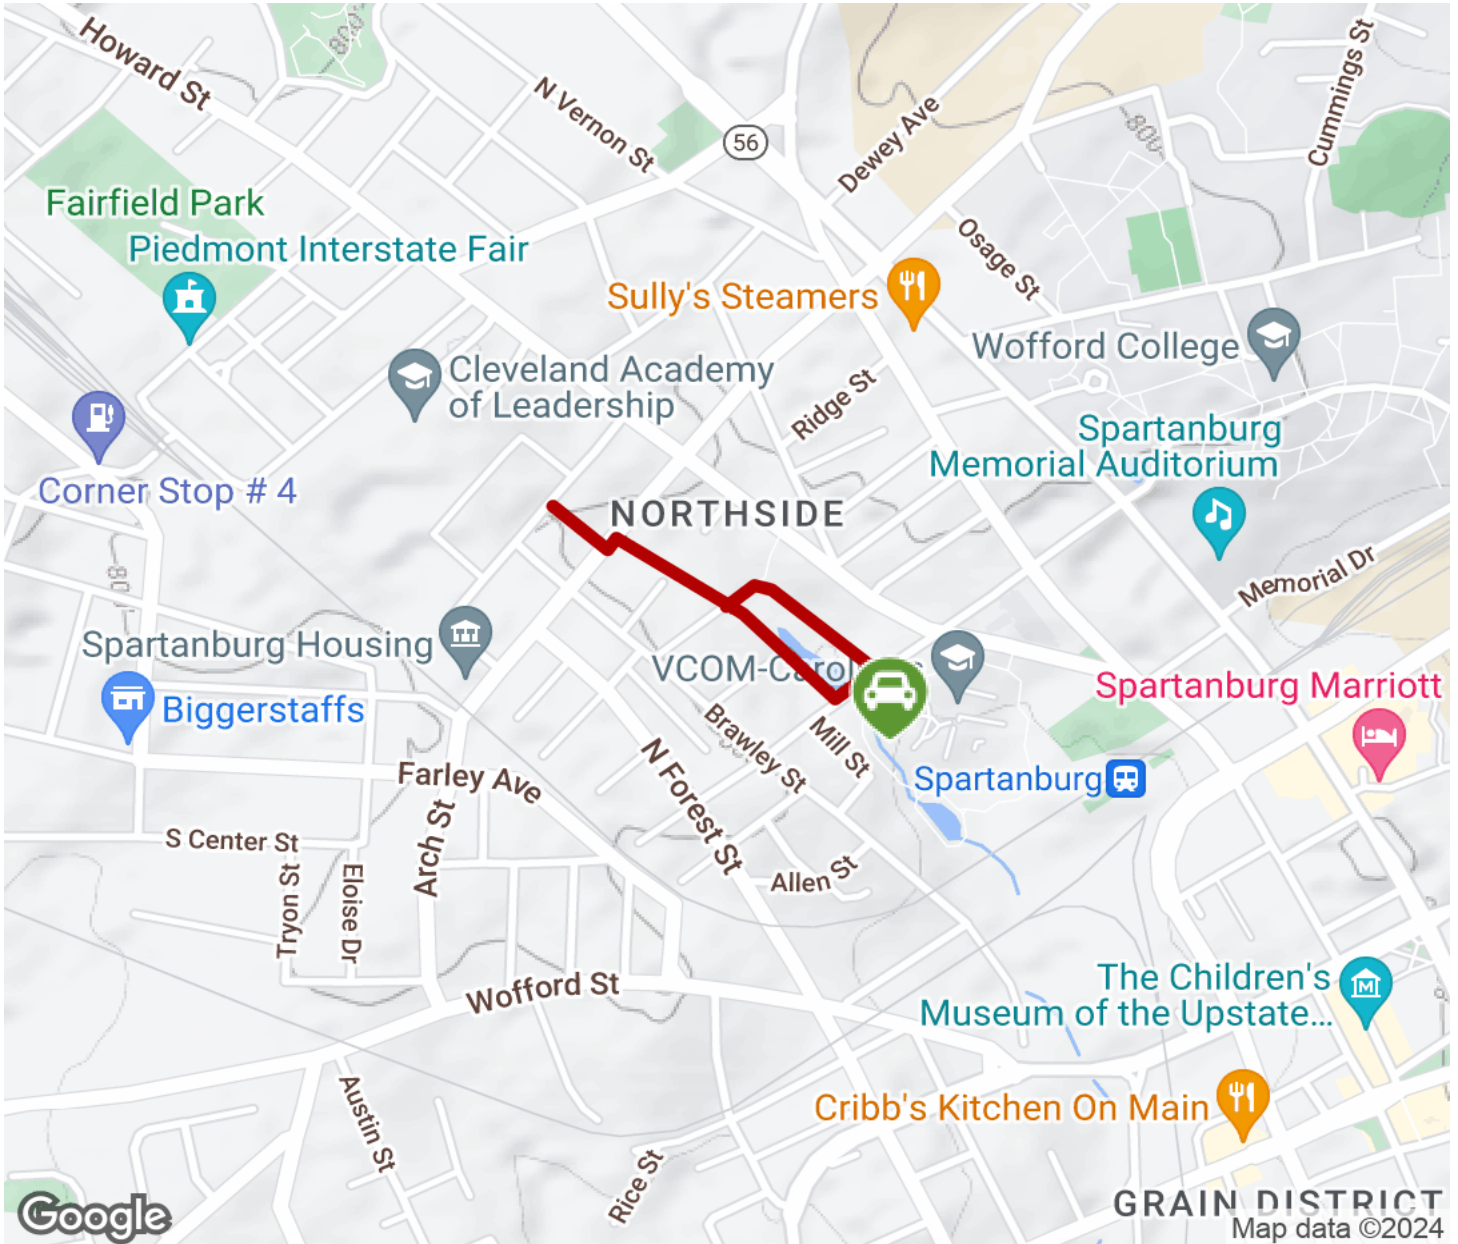 Howard St
800
N Vernon St
56
Dewey Ave
800
Cummings St
Fairfield Park
Piedmont Interstate Fair
Osage St
Sully's Steamers
Wofford College
Cleveland Academy
of Leadership
Ridge St
Spartanburg
Memorial Auditorium
Corner Stop # 4
NORTHSIDE
Memorial Dr
Spartanburg Housing
VCOM-Carol
Spartanburg Marriott
Biggerstaffs
Brawley St
Mill St
N Forest St
Spartanburg
Farley Ave
S Center St
Arch St
Allen St
Tryon St
Eloise Dr
Wofford St
The Children's
Museum of the Upstate...
Austin St
Cribb's Kitchen On Main
Rice St
GRAIN DISTRICT
Google
Map data ©2024